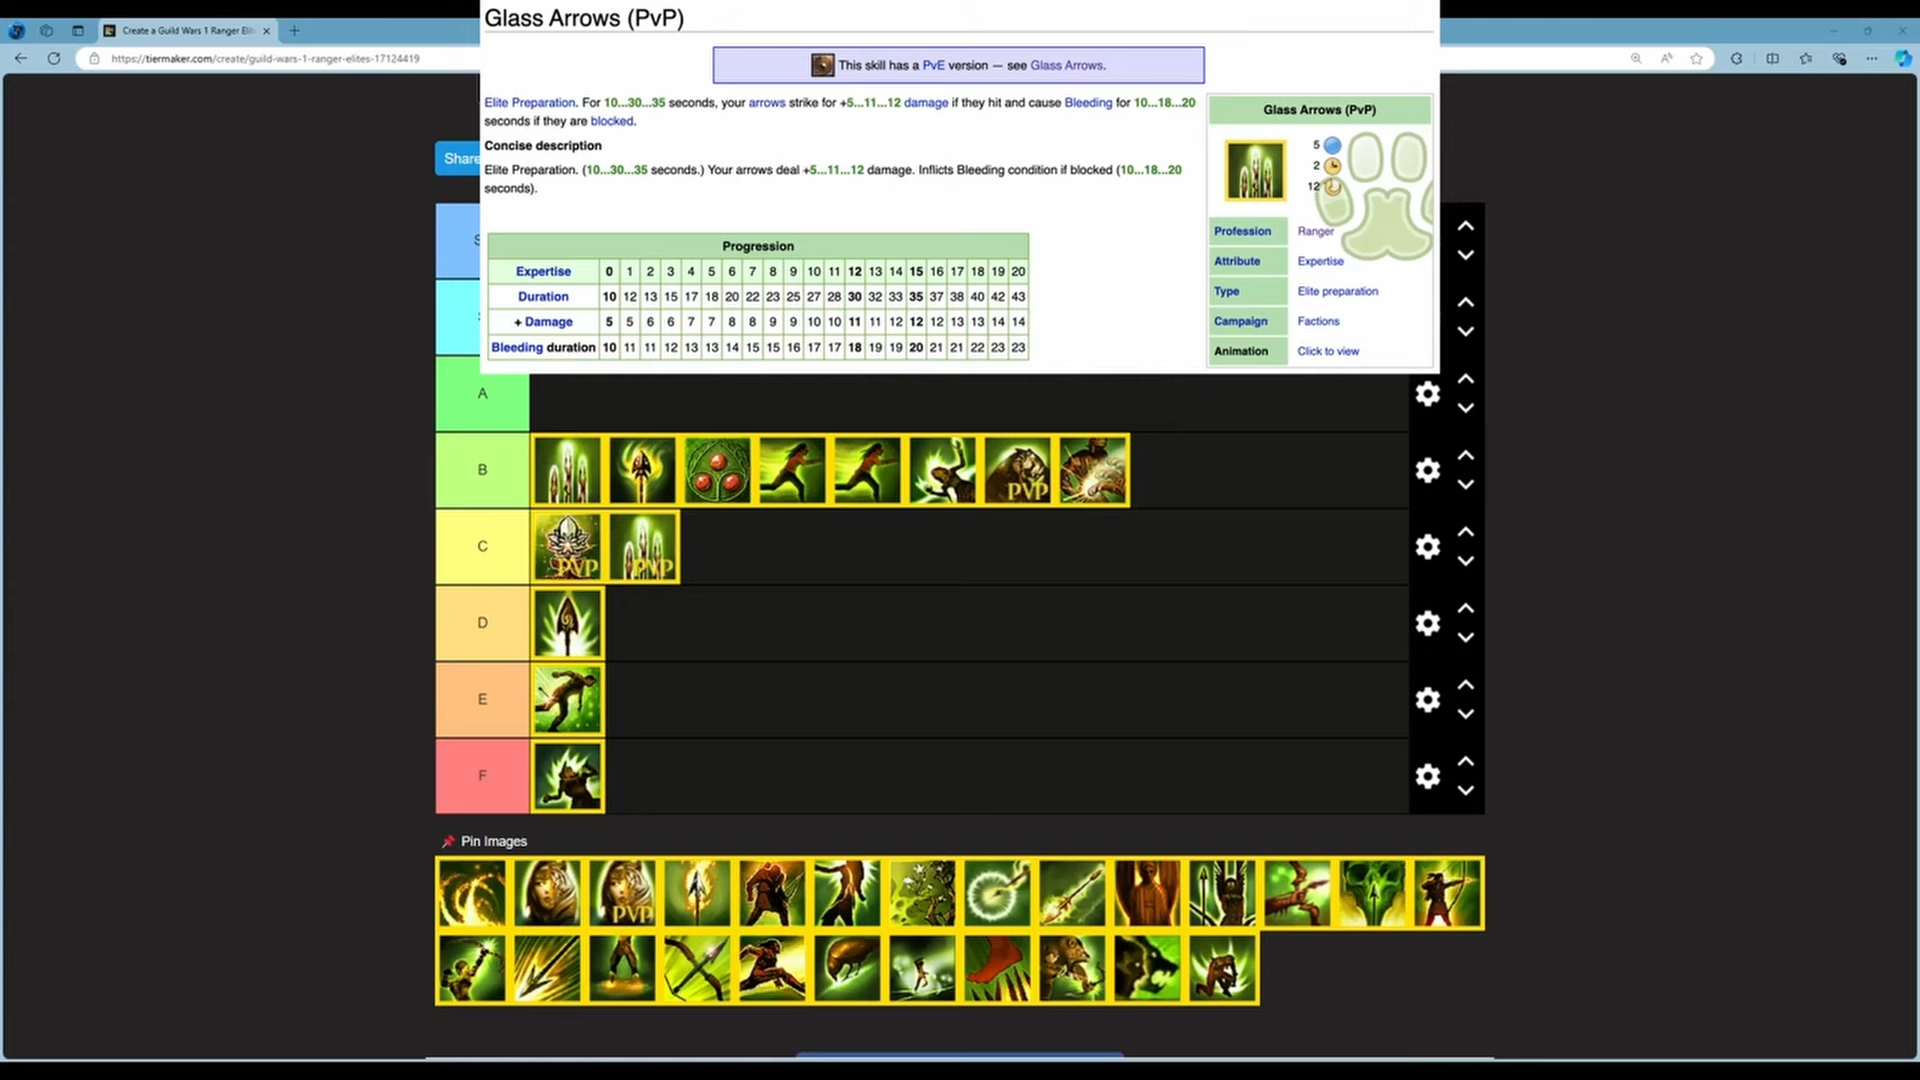 Create a Guild Wars 1 Ranger Elit
https://tiermaker.com/create/guild-wars-1-ranger-elites-17124419
Glass Arrows (PvP)
This skill has a PvE version — see Glass Arrows.
Elite Preparation. For 10...30...35 seconds, your arrows strike for +5...11...12 damage if they hit and cause Bleeding for 10...18...20
seconds if they are blocked.
Concise description
Elite Preparation. (10...30...35 seconds.) Your arrows deal +5...11...12 damage. Inflicts Bleeding condition if blocked (10...18...20
seconds).
Glass Arrows (PvP)
5
2
12
Profession Ranger
Attribute Expertise
Type Elite preparation
Campaign Factions
Animation Click to view
Progression
Expertise 0 1 2 3 4 5 6 7 8 9 10 11 12 13 14 15 16 17 18 19 20
Duration 10 12 13 15 17 18 20 22 23 25 27 28 30 32 33 35 37 38 40 42 43
+ Damage 5 5 6 6 7 7 8 8 9 9 10 10 11 11 12 12 12 13 13 14 14
Bleeding duration 10 11 11 12 13 13 14 15 15 16 17 17 18 19 19 20 21 21 22 23 23
Share
S
A
B
PVP
C
PVP
PVP
D
E
F
Pin Images
PVP